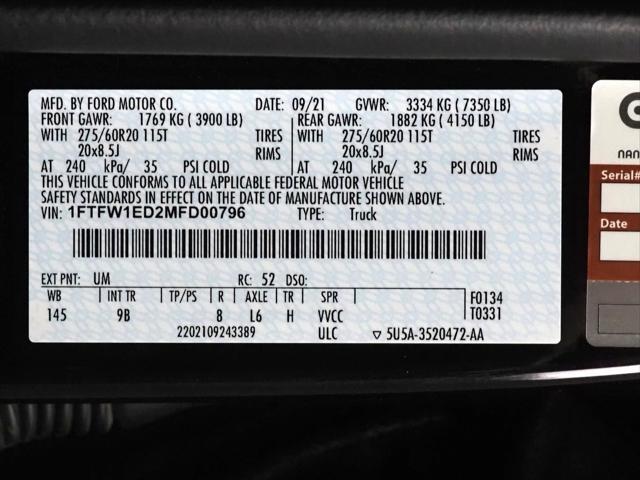 MFD. BY FORD MOTOR CO. DATE: 09/21 GVWR: 3334 KG ( 7350 LB)
FRONT GAWR: 1769 KG ( 3900 LB) REAR GAWR: 1882 KG ( 4150 LB)
WITH 275/60R20 115T TIRES WITH 275/60R20 115T TIRES
20x8.5J RIMS 20x8.5J RIMS
AT 240 kPa/ 35 PSI COLD AT 240 kPa/ 35 PSI COLD
THIS VEHICLE CONFORMS TO ALL APPLICABLE FEDERAL MOTOR VEHICLE
SAFETY STANDARDS IN EFFECT ON THE DATE OF MANUFACTURE SHOWN ABOVE.
VIN: 1FTFW1ED2MFD00796 TYPE: Truck
EXT PNT: UM RC: 52 DSO:
WB INT TR TP/PS R AXLE TR SPR F0134
145 9B 8 L6 H VVCC T0331
2202109243389 ULC ▽ 5U5A-3520472-AA
NAN
Serial#
Date